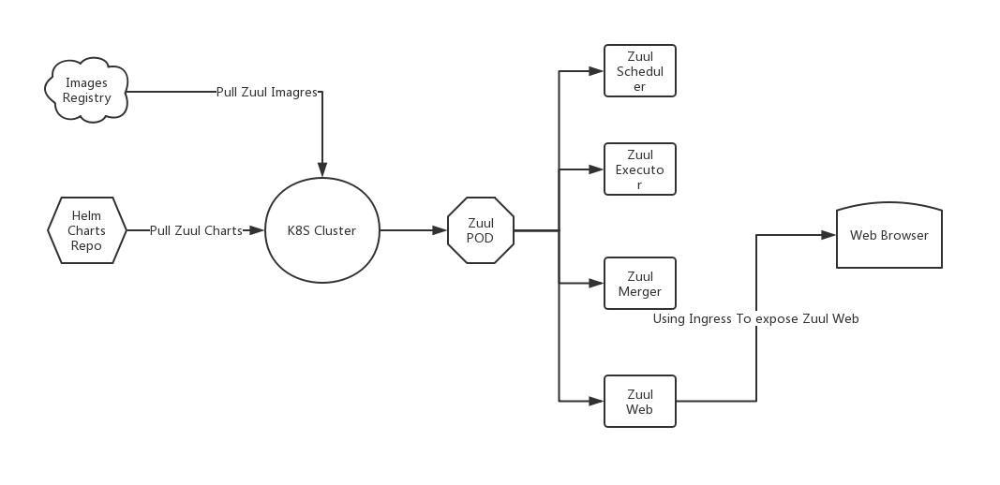 Images
Registry
Pull Zuul Imagres
Helm
Charts
Repo
Pull Zuul Charts
K8S Cluster
Zuul
POD
Zuul
Schedul
er
Zuul
Executo
r
Zuul
Merger
Zuul
Web
Using Ingress To expose Zuul Web
Web Browser